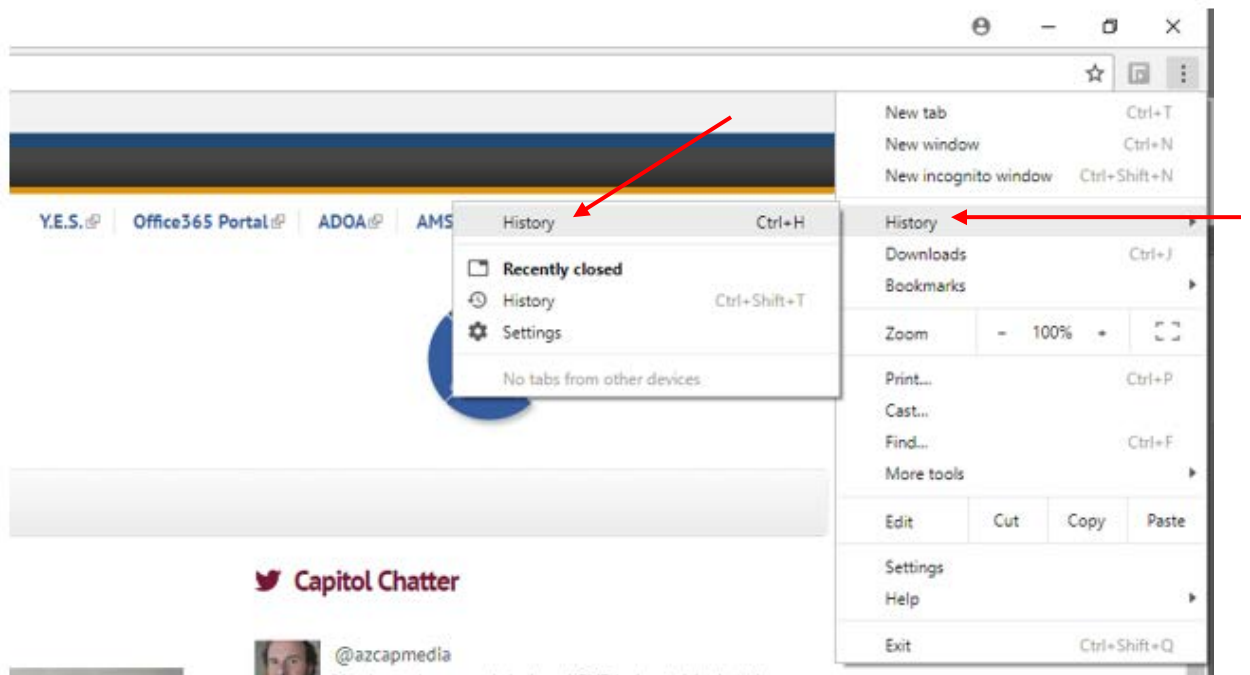 New tab Ctrl+T
New window Ctrl+N
New incognito window Ctrl+Shift+N
Y.E.S. Office365 Portal ADOA AMS
History Ctrl+H
Recently closed
History Ctrl+Shift+T
Settings
No tabs from other devices
History
Downloads Ctrl+J
Bookmarks
Zoom - 100% +
Print... Ctrl+P
Cast...
Find... Ctrl+F
More tools
Edit Cut Copy Paste
Settings
Help
Exit Ctrl+Shift+Q
Capitol Chatter
@azcapmedia